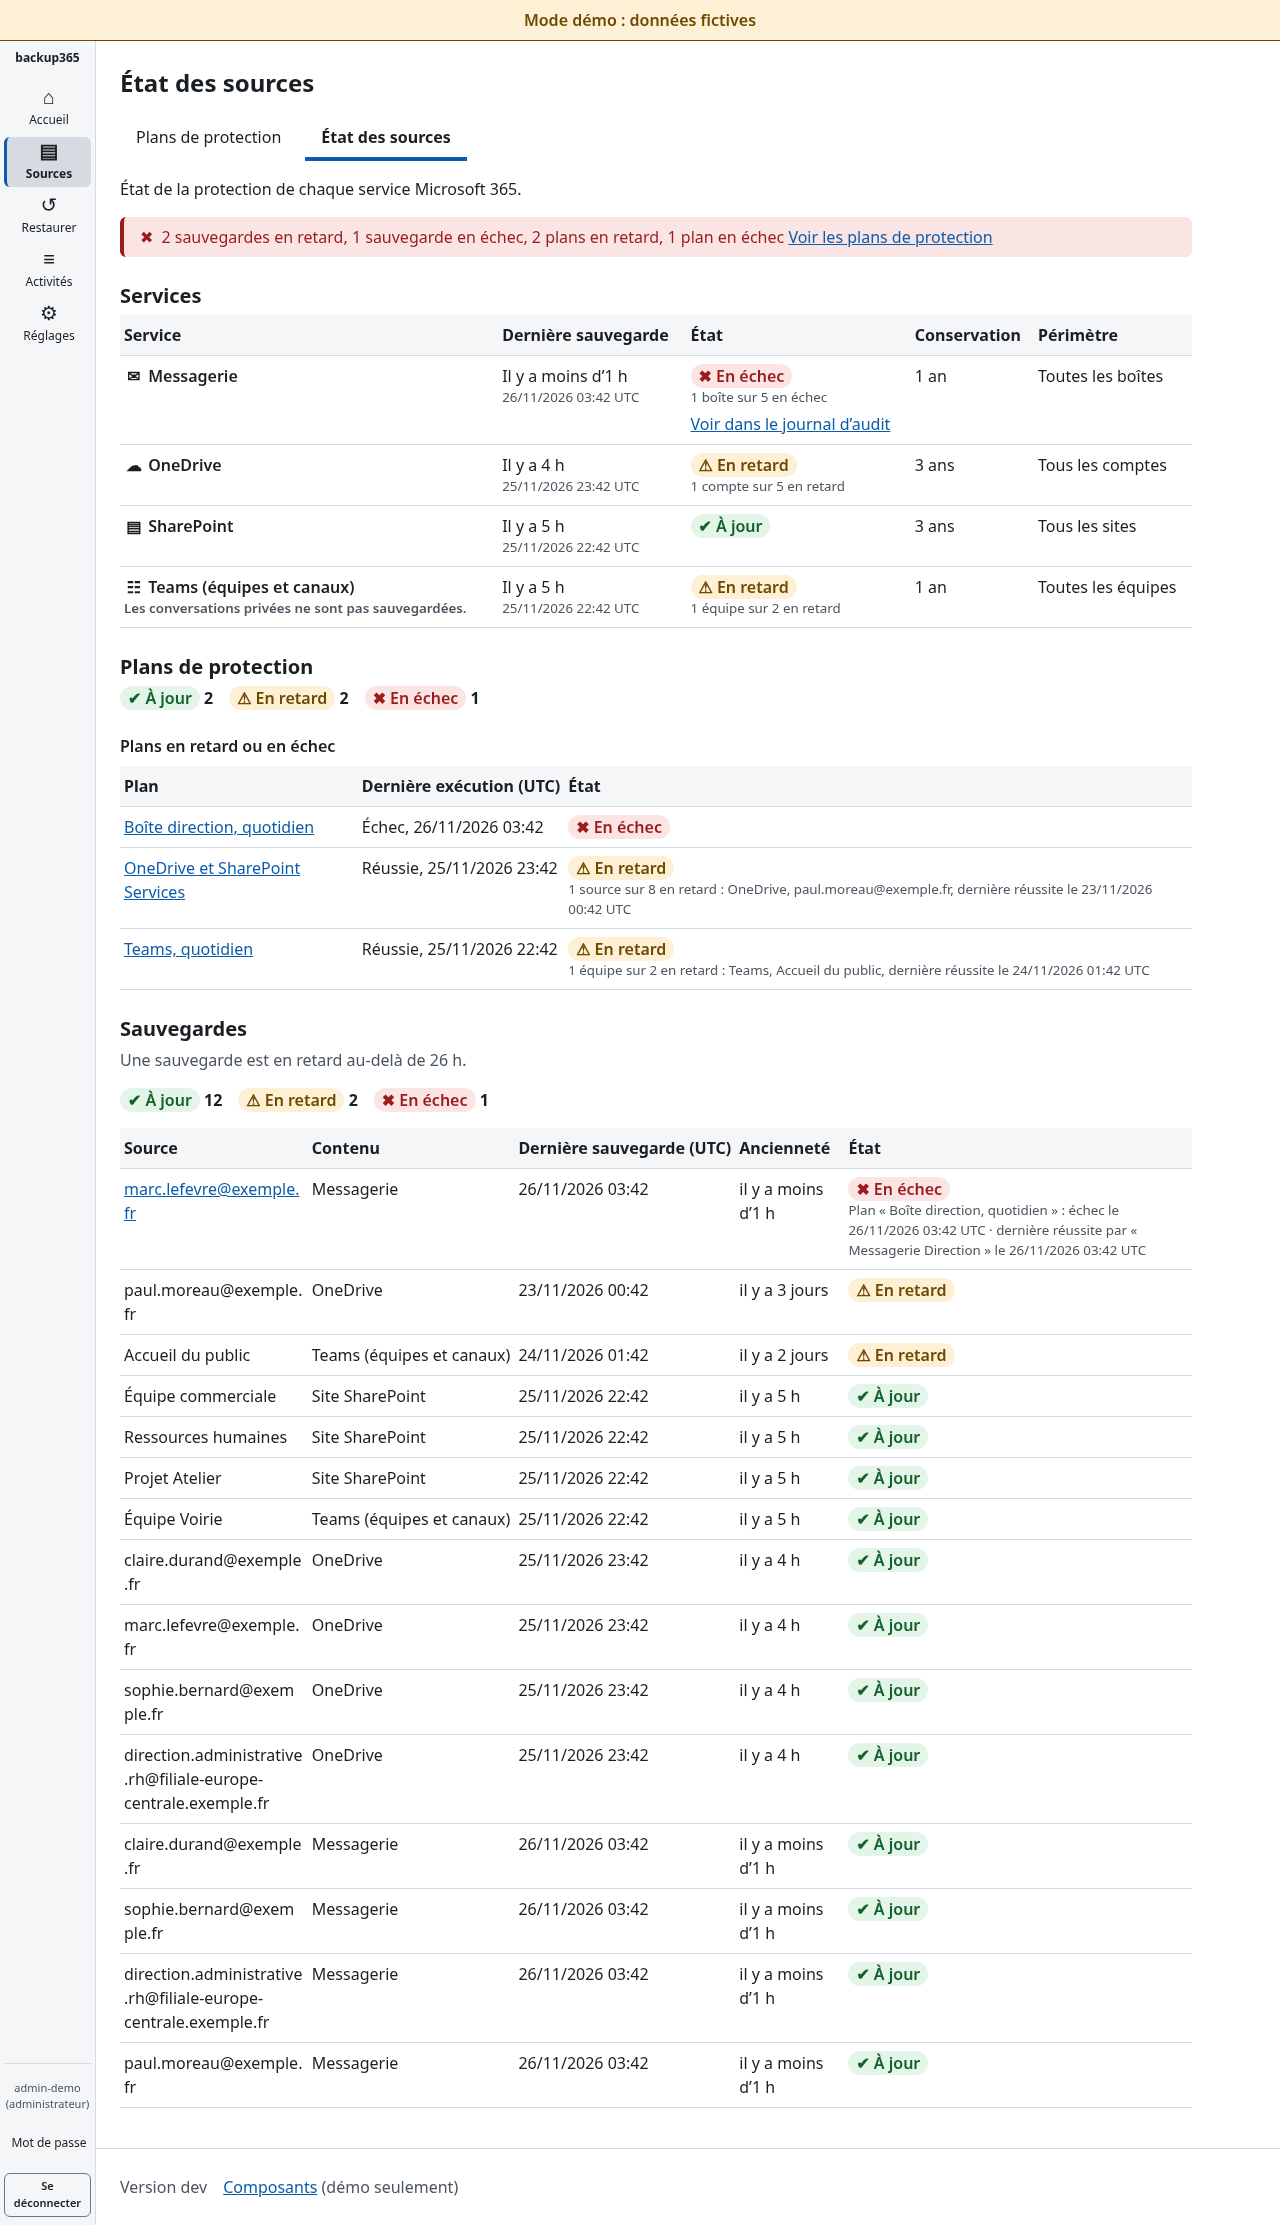 Mode démo : données fictives
backup365
Accueil
Sources
Restaurer
Activités
Réglages
État des sources
Plans de protection
État des sources
État de la protection de chaque service Microsoft 365.
✖ 2 sauvegardes en retard, 1 sauvegarde en échec, 2 plans en retard, 1 plan en échec Voir les plans de protection
Services
Service Dernière sauvegarde État Conservation Périmètre
Messagerie Il y a moins d’1 h ✖ En échec 1 an Toutes les boîtes
26/11/2026 03:42 UTC 1 boîte sur 5 en échec
Voir dans le journal d’audit
OneDrive Il y a 4 h ⚠ En retard 3 ans Tous les comptes
25/11/2026 23:42 UTC 1 compte sur 5 en retard
SharePoint Il y a 5 h ✔ À jour 3 ans Tous les sites
25/11/2026 22:42 UTC
Teams (équipes et canaux) Il y a 5 h ⚠ En retard 1 an Toutes les équipes
Les conversations privées ne sont pas sauvegardées. 25/11/2026 22:42 UTC 1 équipe sur 2 en retard
Plans de protection
✔ À jour 2 ⚠ En retard 2 ✖ En échec 1
Plans en retard ou en échec
Plan Dernière exécution (UTC) État
Boîte direction, quotidien Échec, 26/11/2026 03:42 ✖ En échec
OneDrive et SharePoint Réussie, 25/11/2026 23:42 ⚠ En retard
Services 1 source sur 8 en retard : OneDrive, paul.moreau@exemple.fr, dernière réussite le 23/11/2026
00:42 UTC
Teams, quotidien Réussie, 25/11/2026 22:42 ⚠ En retard
1 équipe sur 2 en retard : Teams, Accueil du public, dernière réussite le 24/11/2026 01:42 UTC
Sauvegardes
Une sauvegarde est en retard au-delà de 26 h.
✔ À jour 12 ⚠ En retard 2 ✖ En échec 1
Source Contenu Dernière sauvegarde (UTC) Ancienneté État
marc.lefevre@exemple. Messagerie 26/11/2026 03:42 il y a moins ✖ En échec
fr d’1 h Plan « Boîte direction, quotidien » : échec le
26/11/2026 03:42 UTC · dernière réussite par «
Messagerie Direction » le 26/11/2026 03:42 UTC
paul.moreau@exemple. OneDrive 23/11/2026 00:42 il y a 3 jours ⚠ En retard
fr
Accueil du public Teams (équipes et canaux) 24/11/2026 01:42 il y a 2 jours ⚠ En retard
Équipe commerciale Site SharePoint 25/11/2026 22:42 il y a 5 h ✔ À jour
Ressources humaines Site SharePoint 25/11/2026 22:42 il y a 5 h ✔ À jour
Projet Atelier Site SharePoint 25/11/2026 22:42 il y a 5 h ✔ À jour
Équipe Voirie Teams (équipes et canaux) 25/11/2026 22:42 il y a 5 h ✔ À jour
claire.durand@exemple OneDrive 25/11/2026 23:42 il y a 4 h ✔ À jour
.fr
marc.lefevre@exemple. OneDrive 25/11/2026 23:42 il y a 4 h ✔ À jour
fr
sophie.bernard@exem OneDrive 25/11/2026 23:42 il y a 4 h ✔ À jour
ple.fr
direction.administrative OneDrive 25/11/2026 23:42 il y a 4 h ✔ À jour
.rh@filiale-europe-
centrale.exemple.fr
claire.durand@exemple Messagerie 26/11/2026 03:42 il y a moins ✔ À jour
.fr d’1 h
sophie.bernard@exem Messagerie 26/11/2026 03:42 il y a moins ✔ À jour
ple.fr d’1 h
direction.administrative Messagerie 26/11/2026 03:42 il y a moins ✔ À jour
.rh@filiale-europe- d’1 h
centrale.exemple.fr
paul.moreau@exemple. Messagerie 26/11/2026 03:42 il y a moins ✔ À jour
fr d’1 h
admin-demo
(administrateur)
Mot de passe
Se
déconnecter
Version dev Composants (démo seulement)